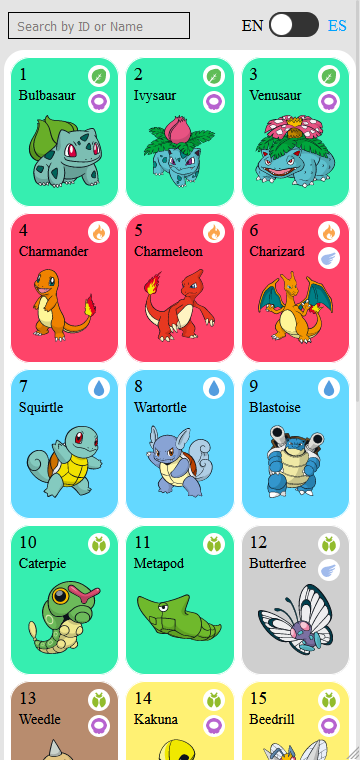 Search by ID or Name
EN ES
1
Bulbasaur
2
Ivysaur
3
Venusaur
4
Charmander
5
Charmeleon
6
Charizard
7
Squirtle
8
Wartortle
9
Blastoise
10
Caterpie
11
Metapod
12
Butterfree
13
Weedle
14
Kakuna
15
Beedrill